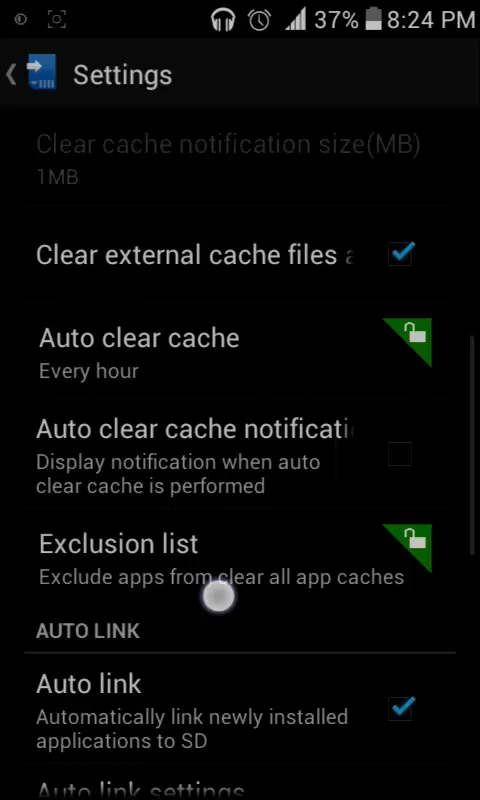 37% 8:24 PM
Settings
Clear cache notification size(MB)
1MB
Clear external cache files
Auto clear cache
Every hour
Auto clear cache notificati
Display notification when auto
clear cache is performed
Exclusion list
Exclude apps from clear all app caches
AUTO LINK
Auto link
Automatically link newly installed
applications to SD
Auto link settings